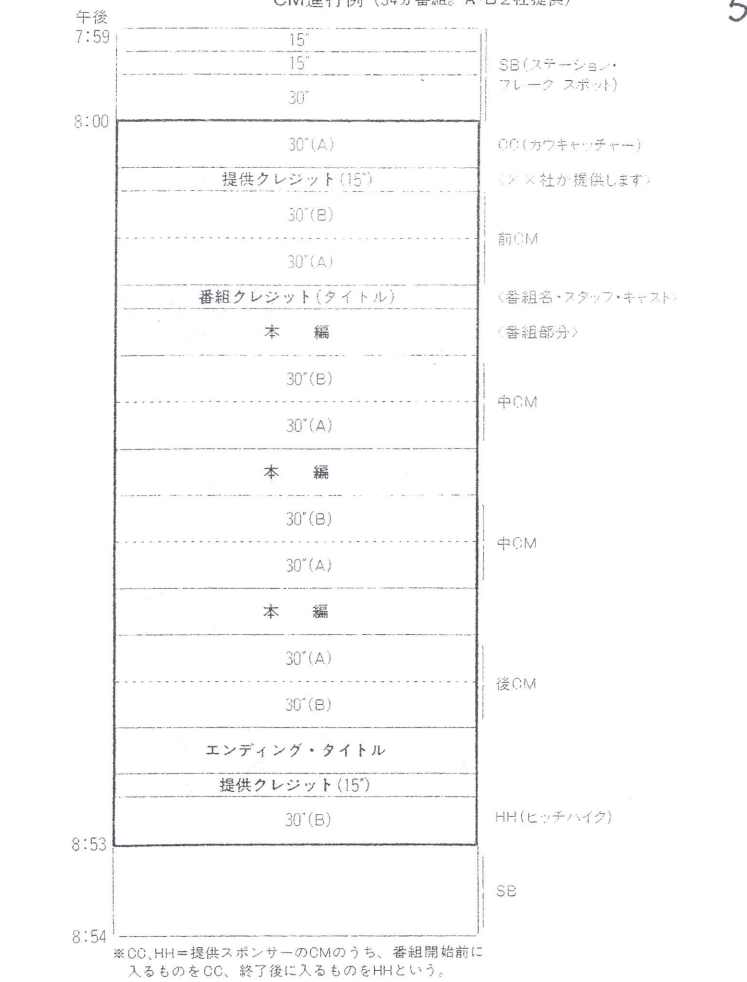 CM進行例(54分番組。A・B2社提供)
5
午後
7:59
15″
15″
SB(ステーション・
ブレーク スポット)
30″
8:00
30″(A)
CC(カウキャッチャー)
提供クレジット(15″)
〈××社が提供します〉
30″(B)
前CM
30″(A)
番組クレジット(タイトル)
〈番組名・スタッフ・キャスト〉
本 編
〈番組部分〉
30″(B)
中CM
30″(A)
本 編
30″(B)
中CM
30″(A)
本 編
30″(A)
後CM
30″(B)
エンディング・タイトル
提供クレジット(15″)
30″(B)
HH(ヒッチハイク)
8:53
SB
8:54
※CC,HH=提供スポンサーのCMのうち、番組開始前に
入るものをCC、終了後に入るものをHHという。